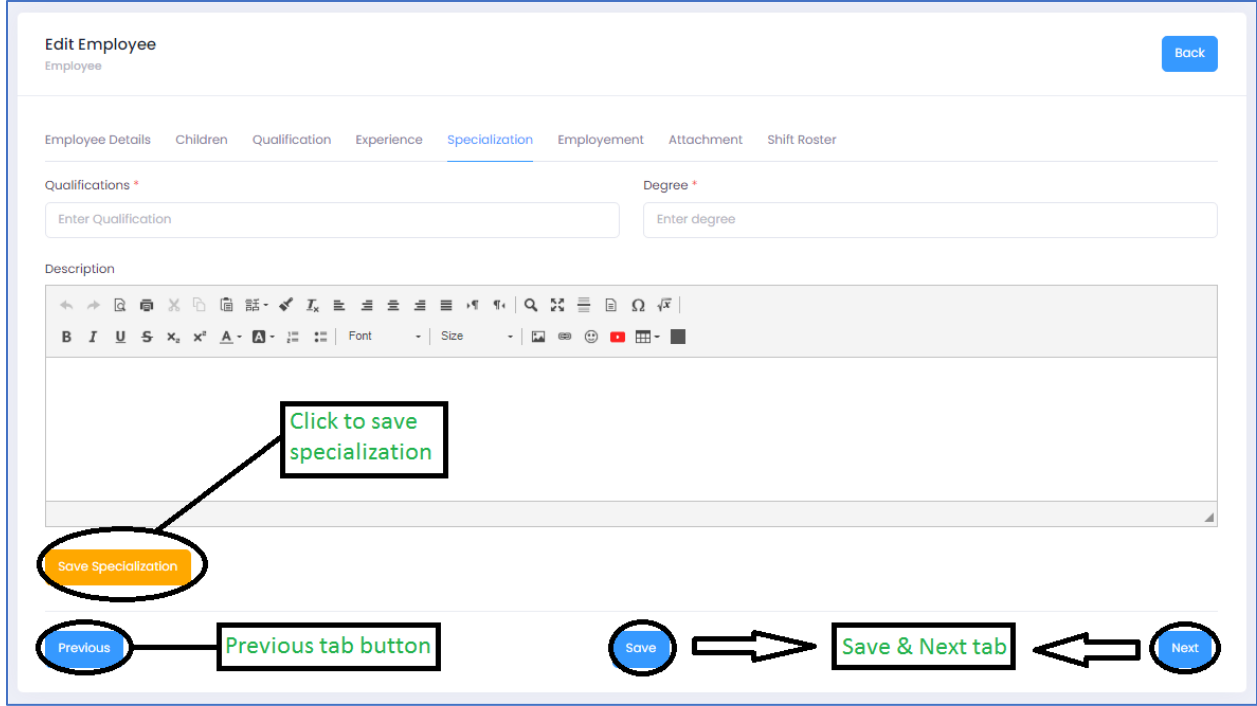 Edit Employee
Employee
Back
Employee Details Children Qualification Experience Specialization Employement Attachment Shift Roster
Qualifications * Degree *
Enter Qualification Enter degree
Description
Font Size
Click to save
specialization
Save Specialization
Previous Previous tab button Save Save & Next tab Next